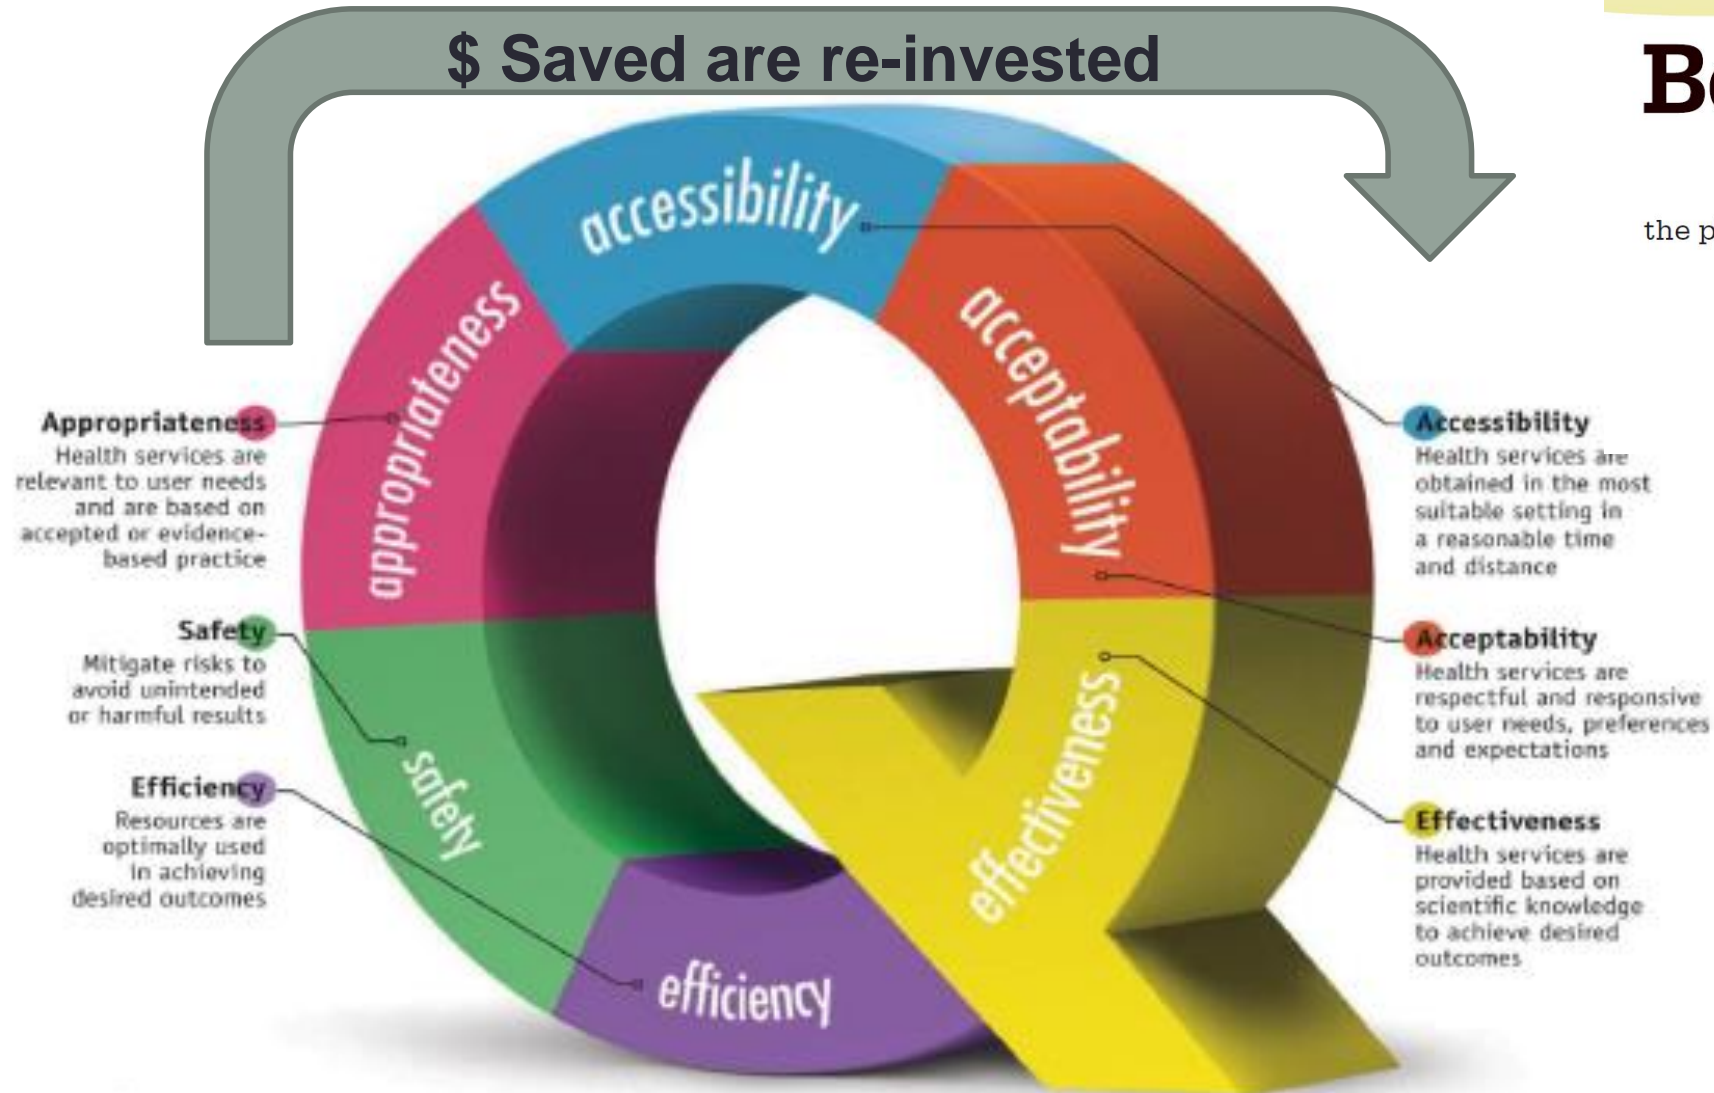 $ Saved are re-invested
Be
the p
accessibility
acceptability
appropriateness
effectiveness
safety
efficiency
Appropriateness
Health services are
relevant to user needs
and are based on
accepted or evidence-
based practice
Safety
Mitigate risks to
avoid unintended
or harmful results
Efficiency
Resources are
optimally used
in achieving
desired outcomes
Accessibility
Health services are
obtained in the most
suitable setting in
a reasonable time
and distance
Acceptability
Health services are
respectful and responsive
to user needs, preferences
and expectations
Effectiveness
Health services are
provided based on
scientific knowledge
to achieve desired
outcomes